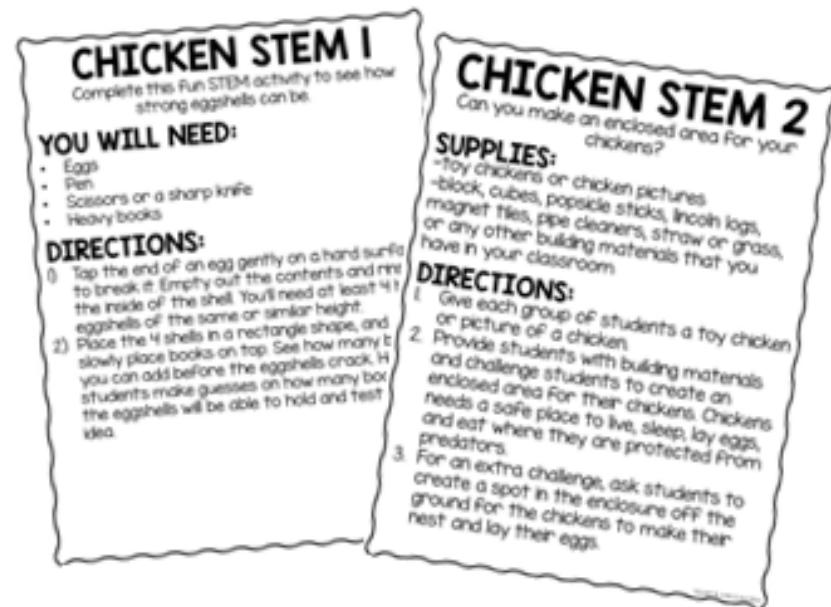 CHICKEN STEM 1
Complete this fun STEM activity to see how
strong eggshells can be.
YOU WILL NEED:
• Eggs
• Pen
• Scissors or a sharp knife
• Heavy books
DIRECTIONS:
1) Tap the end of an egg gently on a hard surfa
to break it. Empty out the contents and rin
the inside of the shell. You'll need at least 4
eggshells of the same or similar height.
2) Place the 4 shells in a rectangle shape, and
slowly place books on top. See how many b
you can add before the eggshells crack. H
students make guesses on how many boo
the eggshells will be able to hold and test
idea.
CHICKEN STEM 2
Can you make an enclosed area for your
chickens?
SUPPLIES:
-toy chickens or chicken pictures
-block, cubes, popsicle sticks, lincoln logs,
magnet tiles, pipe cleaners, straw or grass,
or any other building materials that you
have in your classroom
DIRECTIONS:
1. Give each group of students a toy chicken
or picture of a chicken.
2. Provide students with building materials
and challenge students to create an
enclosed area for their chickens. Chickens
needs a safe place to live, sleep, lay eggs,
and eat where they are protected from
predators.
3. For an extra challenge, ask students to
create a spot in the enclosure off the
ground for the chickens to make their
nest and lay their eggs.